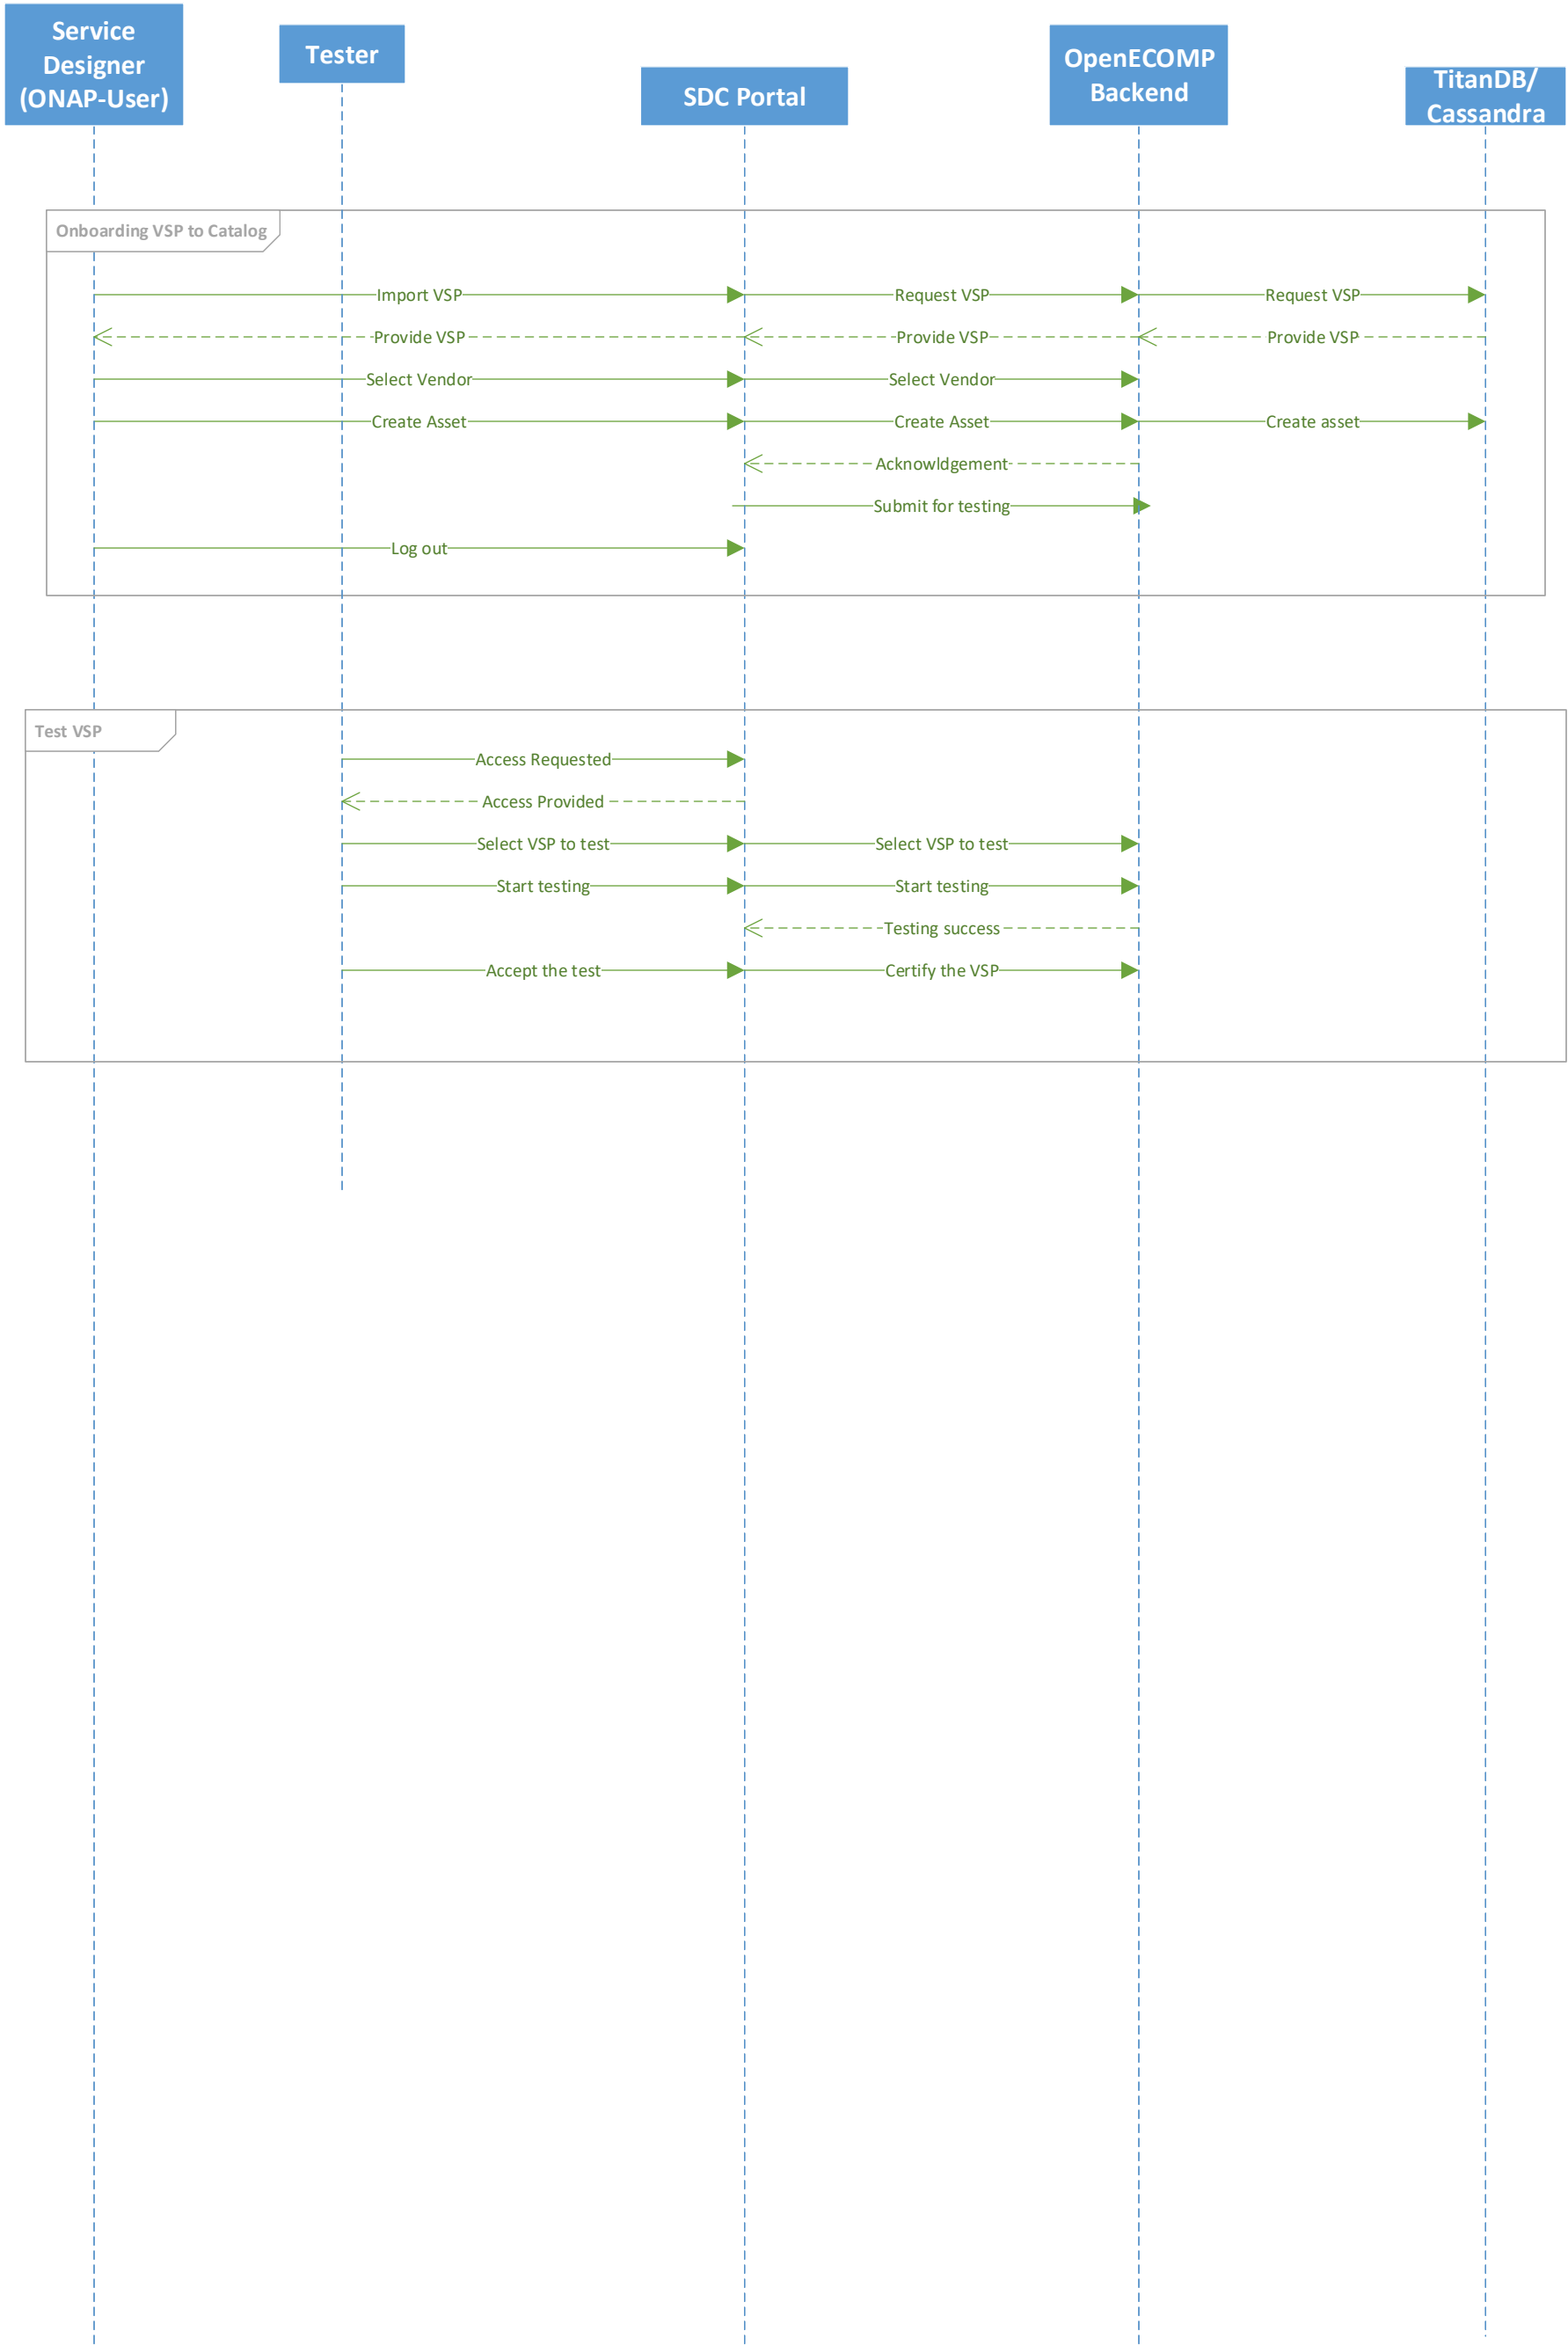 Service
Designer
(ONAP-User)
Tester
SDC Portal
OpenECOMP
Backend
TitanDB/
Cassandra
Onboarding VSP to Catalog
Import VSP
Request VSP
Request VSP
Provide VSP
Provide VSP
Provide VSP
Select Vendor
Select Vendor
Create Asset
Create Asset
Create asset
Acknowldgement
Submit for testing
Log out
Test VSP
Access Requested
Access Provided
Select VSP to test
Select VSP to test
Start testing
Start testing
Testing success
Accept the test
Certify the VSP